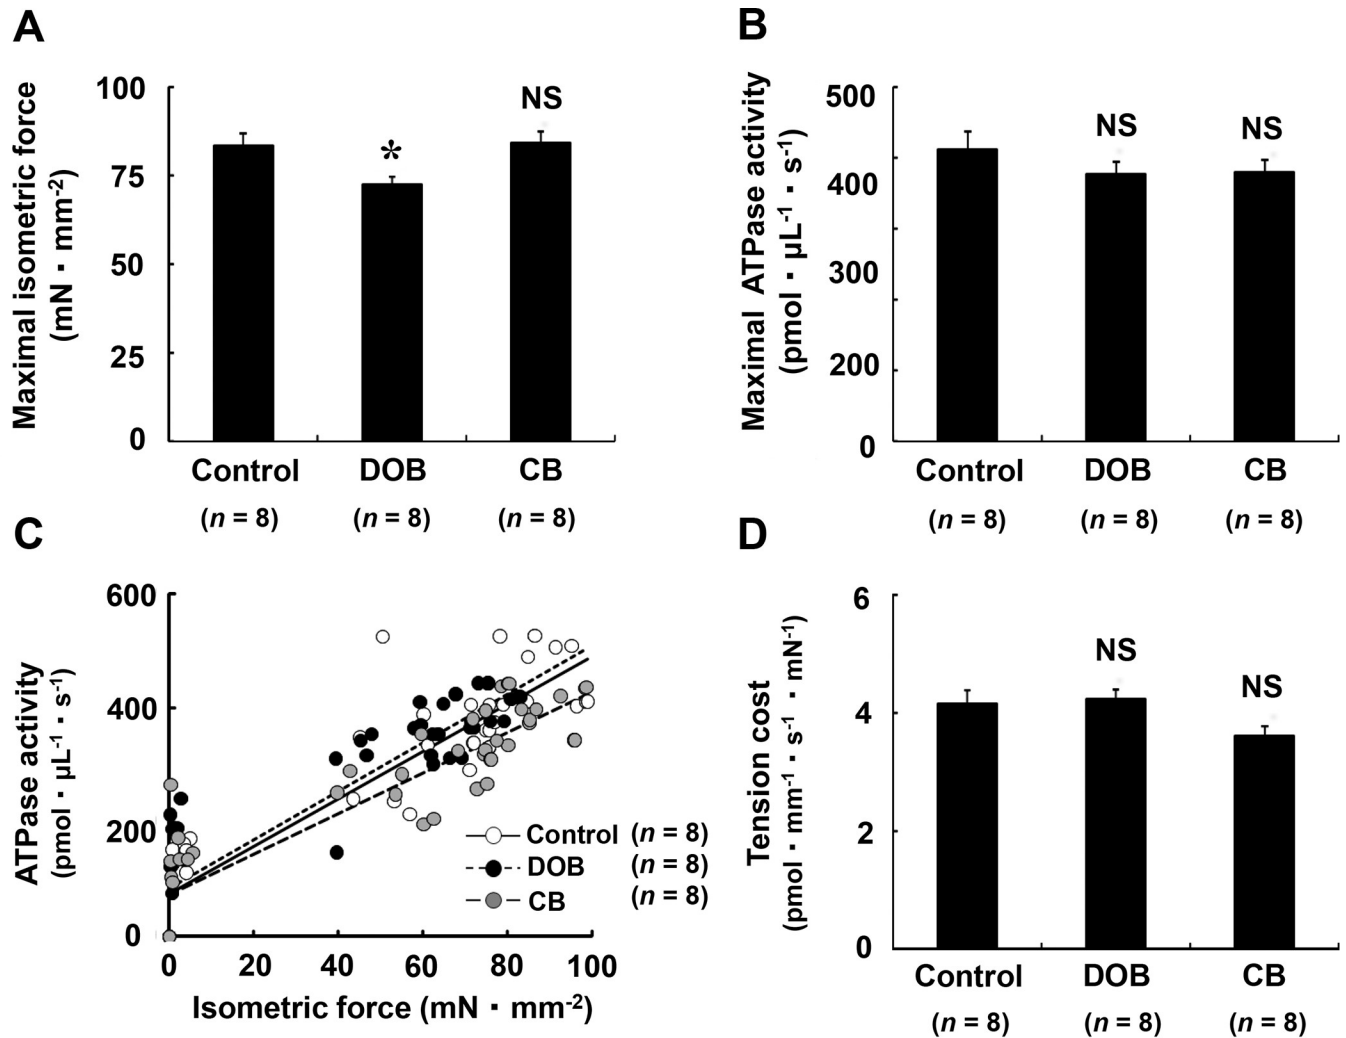 A
Maximal isometric force
(mN・mm-2)
100
75
50
25
0
*
NS
Control
DOB
CB
(n = 8)
(n = 8)
(n = 8)
B
Maximal ATPase activity
(pmol・μL-1・s-1)
500
400
300
200
0
NS
NS
Control
DOB
CB
(n = 8)
(n = 8)
(n = 8)
C
ATPase activity
(pmol・μL-1・s-1)
600
400
200
0
0
20
40
60
80
100
Isometric force (mN・mm-2)
Control (n = 8)
DOB (n = 8)
CB (n = 8)
D
Tension cost
(pmol・mm-1・s-1・mN-1)
6
4
2
0
NS
NS
Control
DOB
CB
(n = 8)
(n = 8)
(n = 8)